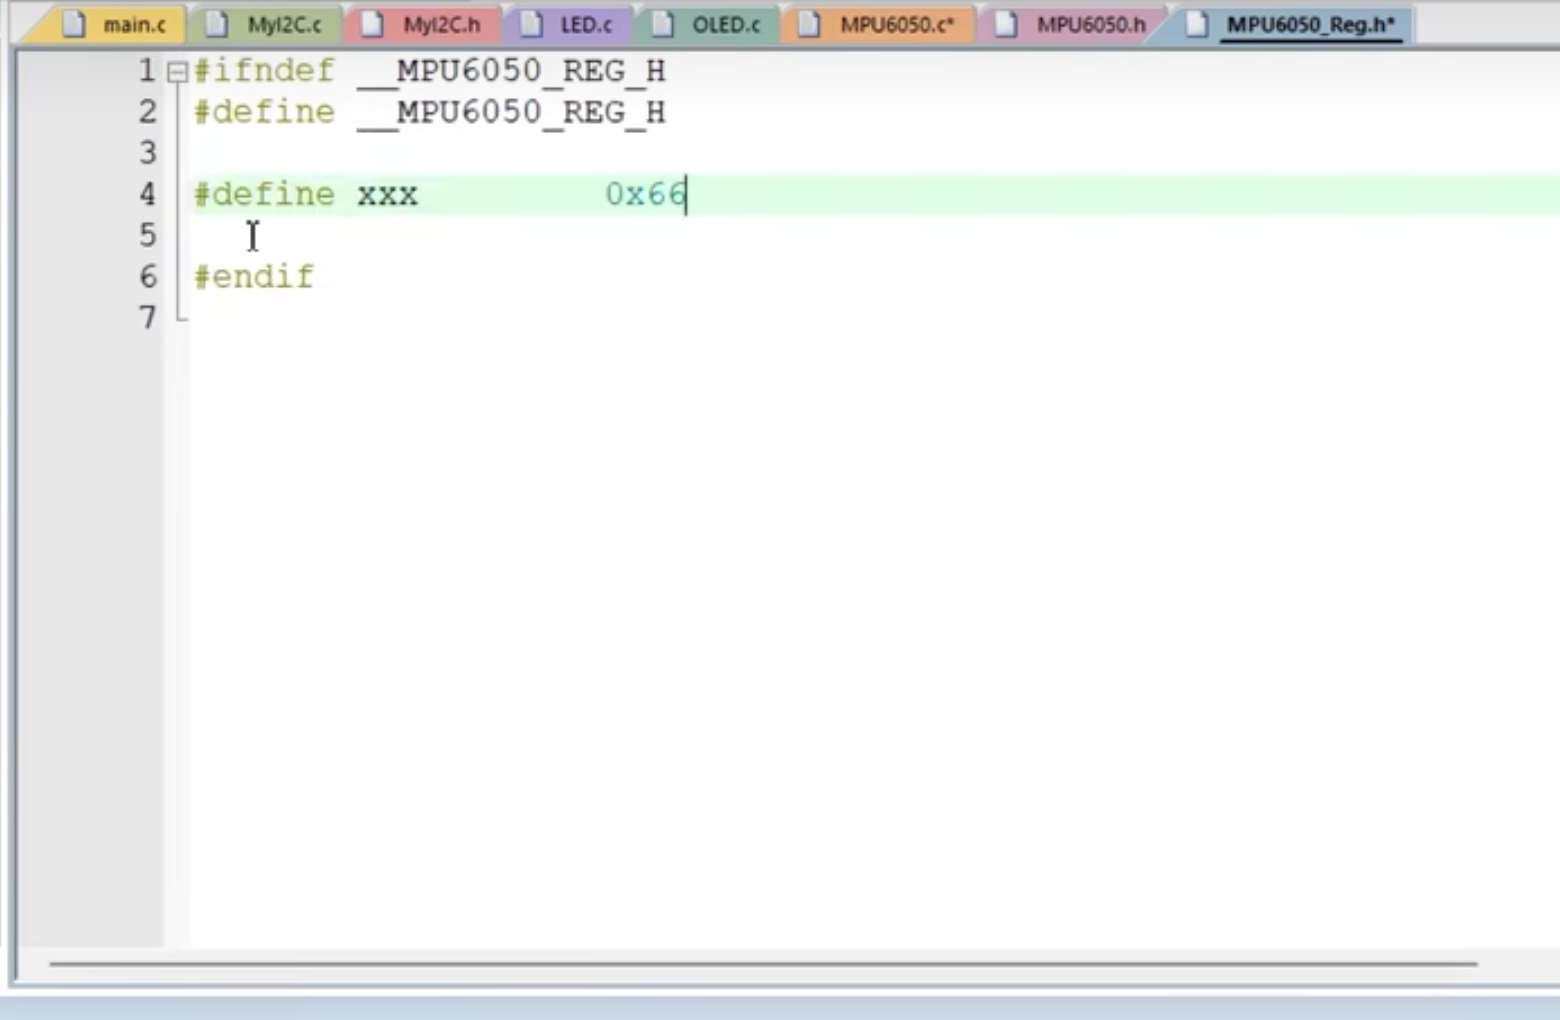 main.c MyI2C.c MyI2C.h LED.c OLED.c MPU6050.c* MPU6050.h MPU6050_Reg.h*
1 #ifndef __MPU6050_REG_H
2 #define __MPU6050_REG_H
3
4 #define xxx 0x66
5
6 #endif
7